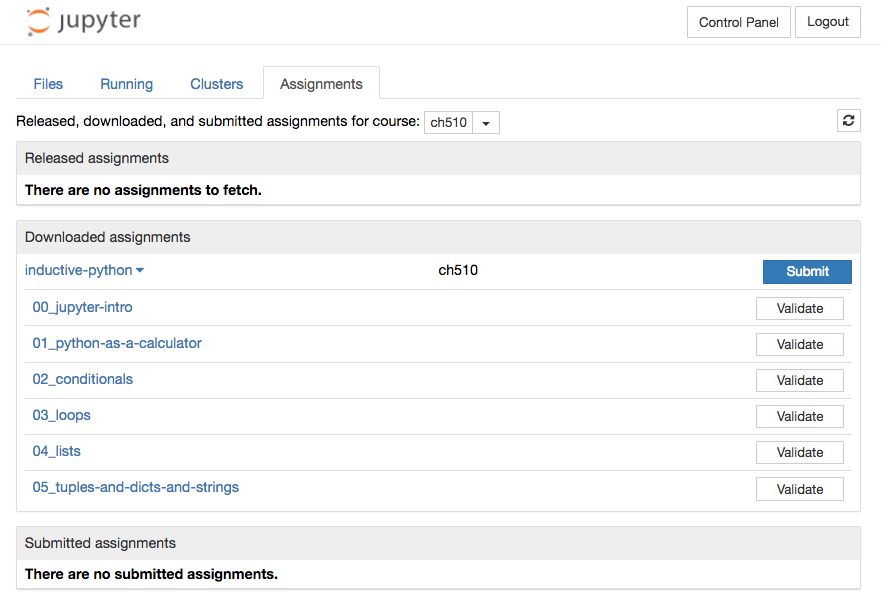 jupyter
Control Panel Logout
Files Running Clusters Assignments
Released, downloaded, and submitted assignments for course: ch510
Released assignments
There are no assignments to fetch.
Downloaded assignments
inductive-python ch510 Submit
00_jupyter-intro Validate
01_python-as-a-calculator Validate
02_conditionals Validate
03_loops Validate
04_lists Validate
05_tuples-and-dicts-and-strings Validate
Submitted assignments
There are no submitted assignments.